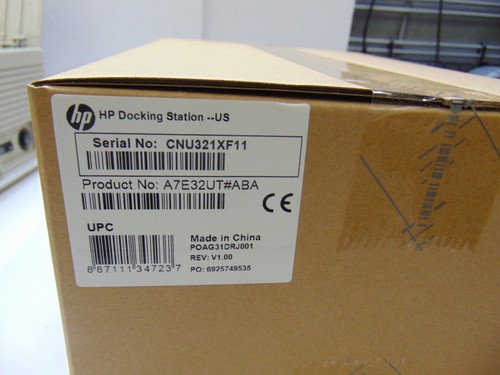 hp HP Docking Station --US
Serial No: CNU321XF11
Product No: A7E32UT#ABA
CE
UPC
Made in China
POAG31DRJ001
REV: V1.00
8 87111 34723 7
PO: 6925749535